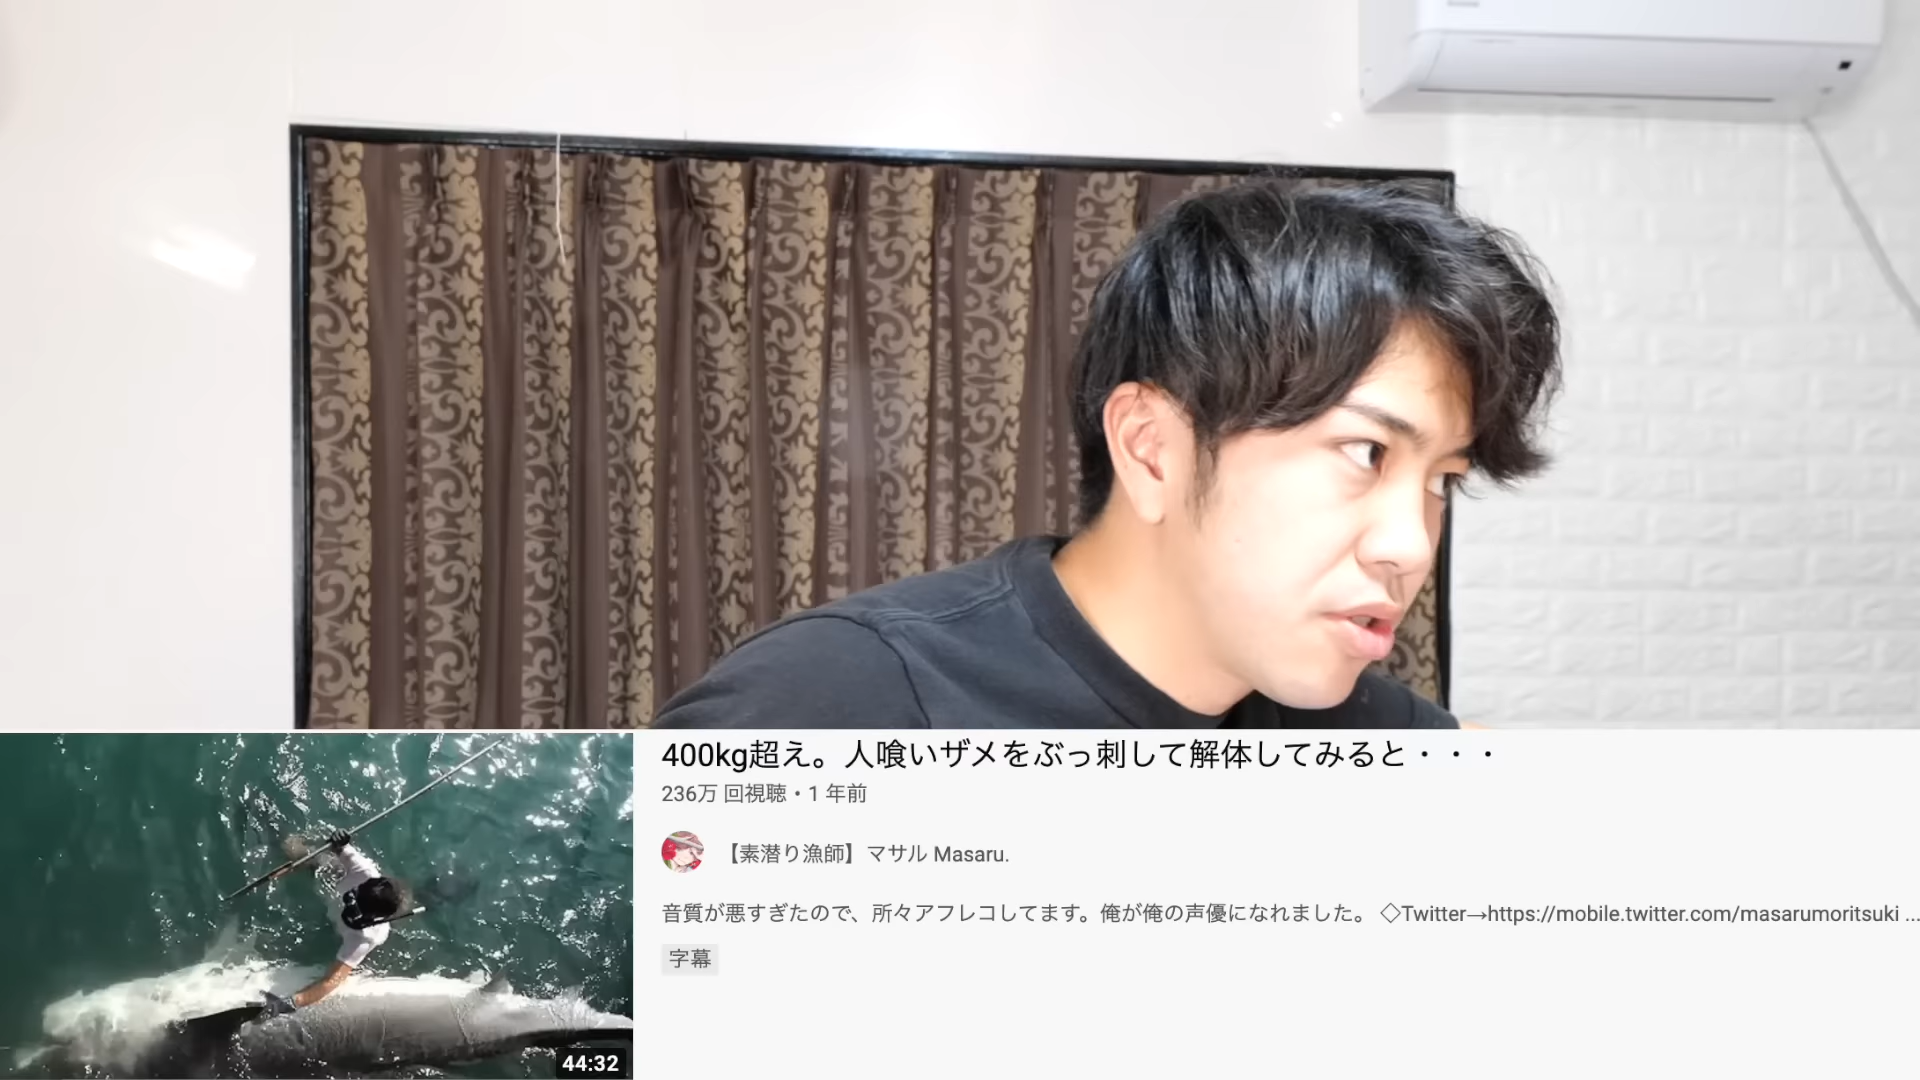 400kg超え。人喰いザメをぶっ刺して解体してみると・・・
236万 回視聴・1 年前
【素潜り漁師】マサル Masaru.
音質が悪すぎたので、所々アフレコしてます。俺が俺の声優になれました。 ◇Twitter→https://mobile.twitter.com/masarumoritsuki ...
字幕
44:32